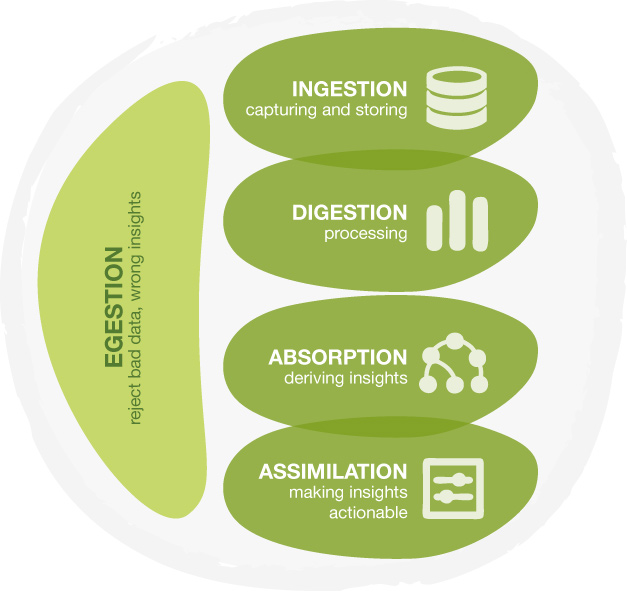 INGESTION
capturing and storing
DIGESTION
processing
EGESTION
reject bad data, wrong insights
ABSORPTION
deriving insights
ASSIMILATION
making insights
actionable